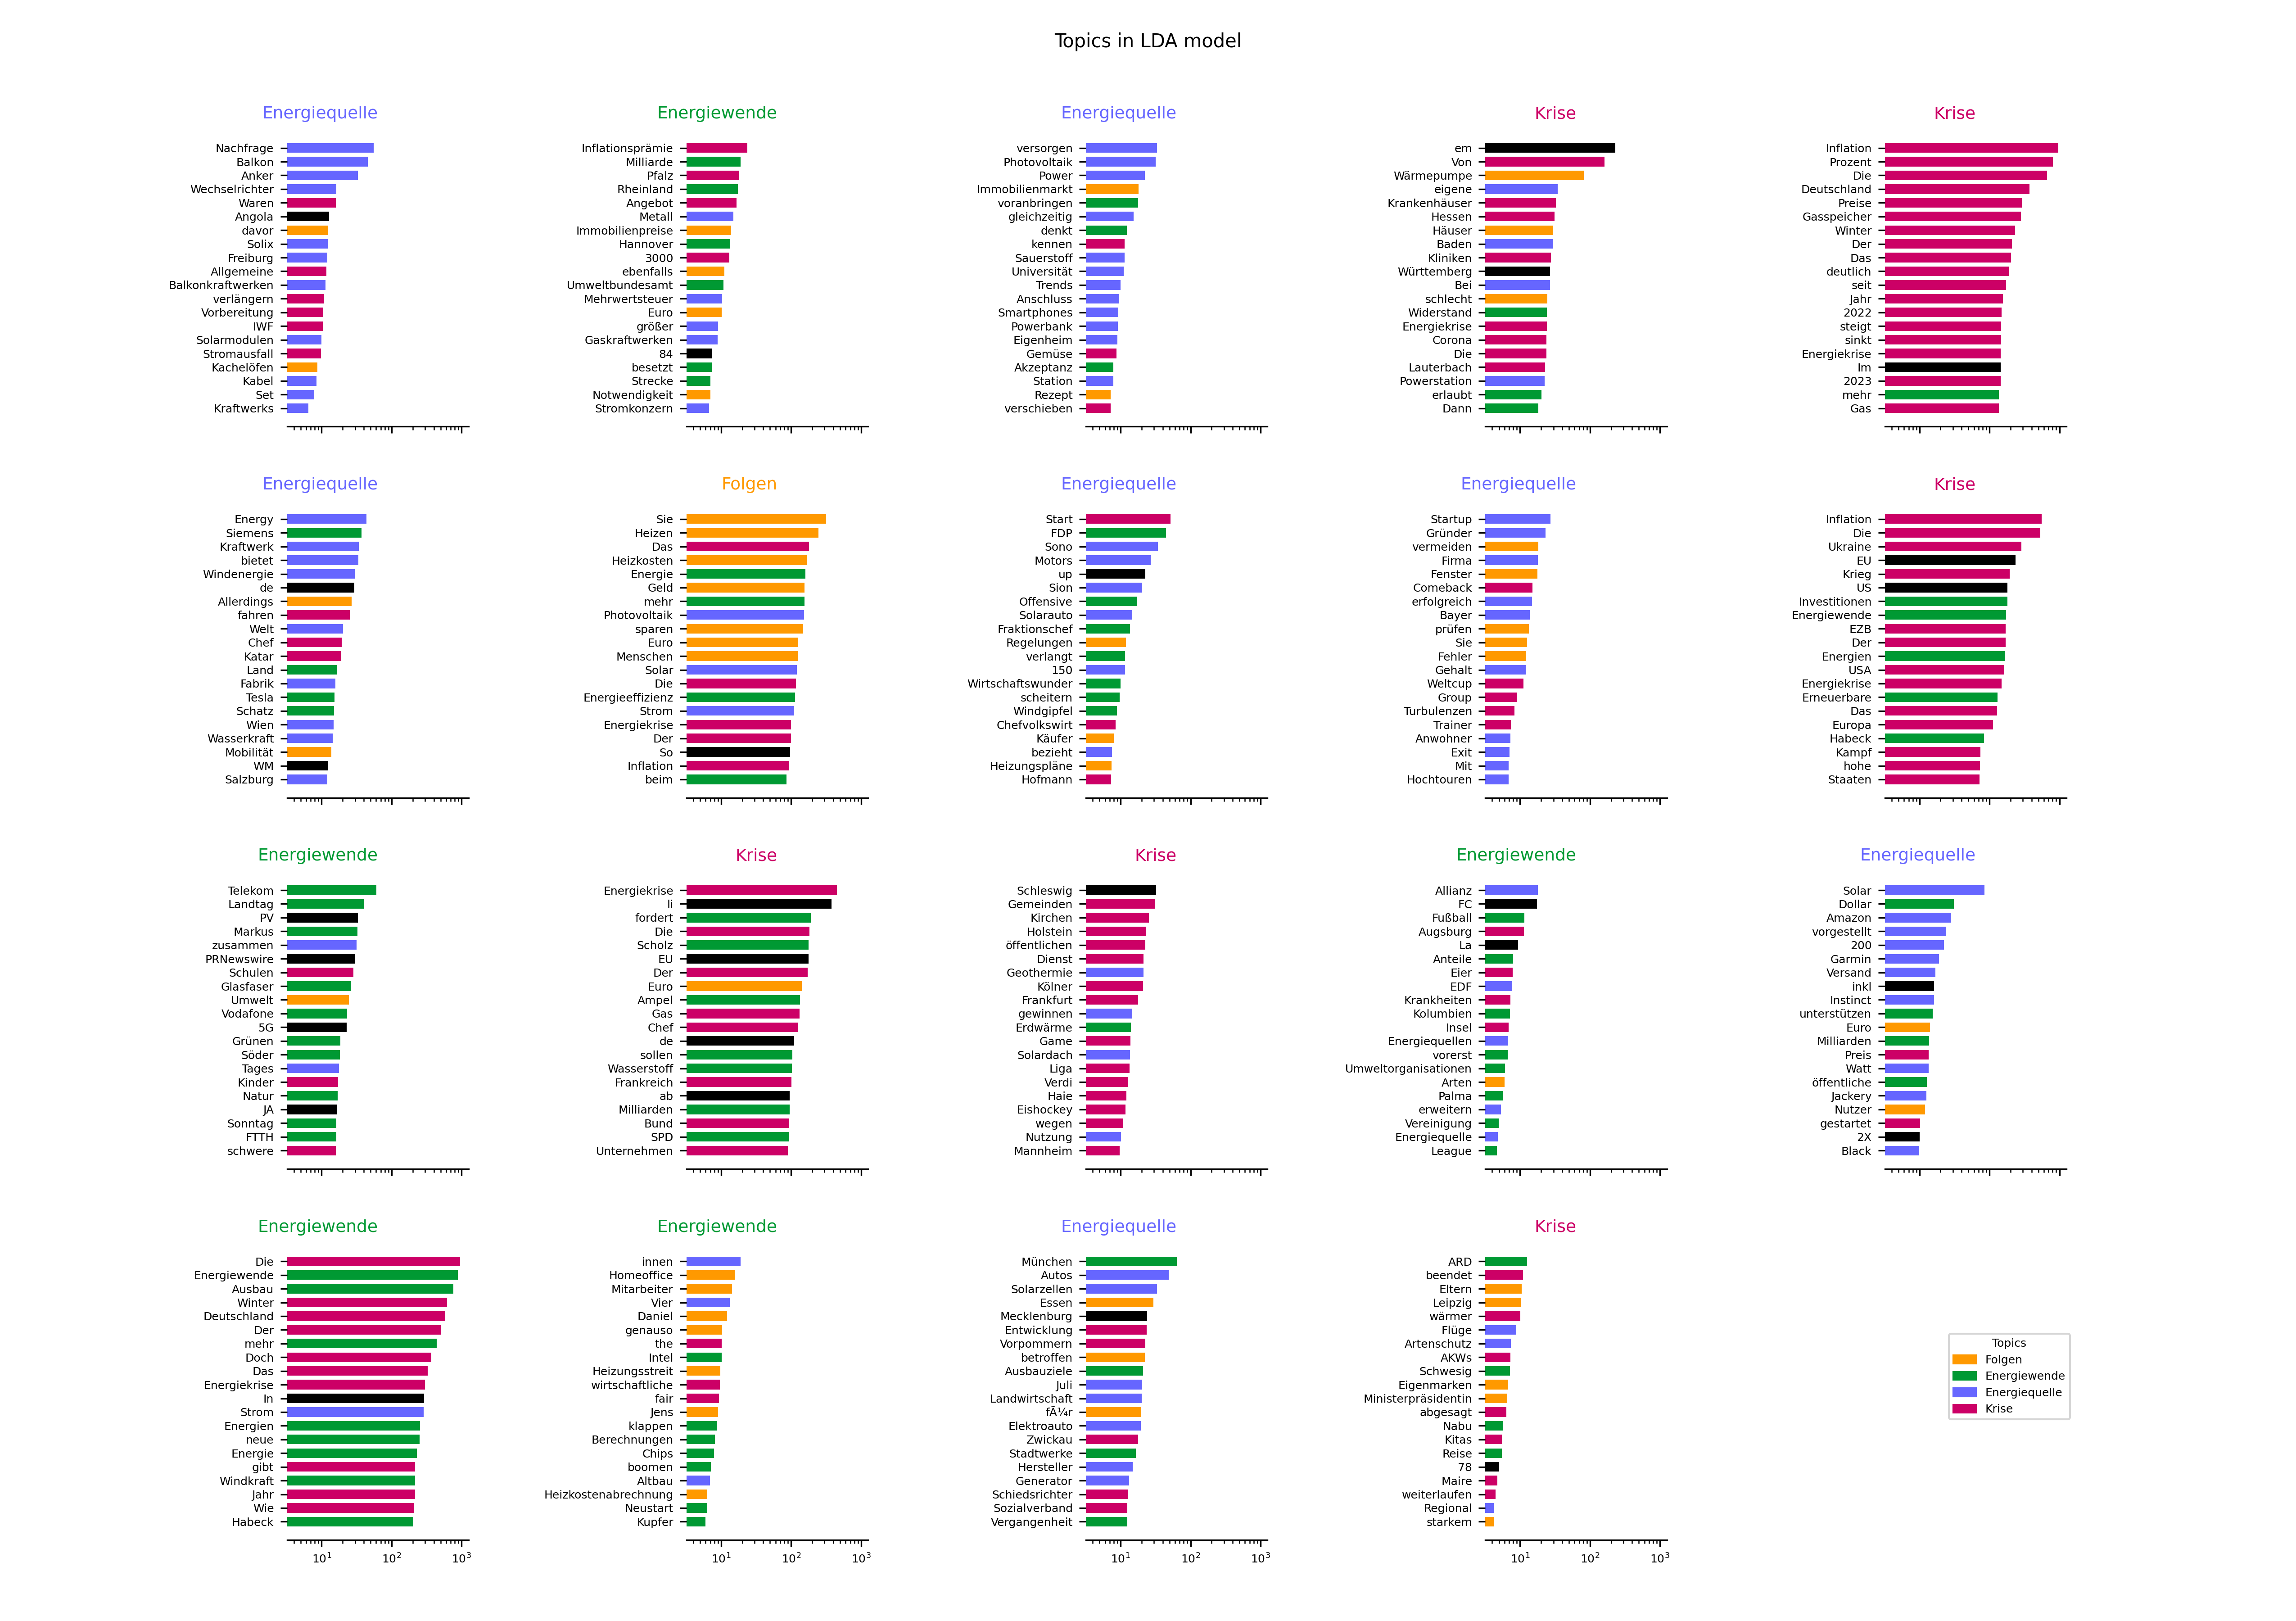 Topics in LDA model
Energiequelle
Nachfrage
Balkon
Anker
Wechselrichter
Waren
Angola
davor
Solix
Freiburg
Allgemeine
Balkonkraftwerken
verlängern
Vorbereitung
IWF
Solarmodulen
Stromausfall
Kachelöfen
Kabel
Set
Kraftwerks
Energiewende
Inflationsprämie
Milliarde
Pfalz
Rheinland
Angebot
Metall
Immobilienpreise
Hannover
3000
ebenfalls
Umweltbundesamt
Mehrwertsteuer
Euro
größer
Gaskraftwerken
84
besetzt
Strecke
Notwendigkeit
Stromkonzern
Energiequelle
versorgen
Photovoltaik
Power
Immobilienmarkt
voranbringen
gleichzeitig
denkt
kennen
Sauerstoff
Universität
Trends
Anschluss
Smartphones
Powerbank
Eigenheim
Gemüse
Akzeptanz
Station
Rezept
verschieben
Krise
em
Von
Wärmepumpe
eigene
Krankenhäuser
Hessen
Häuser
Baden
Kliniken
Württemberg
Bei
schlecht
Widerstand
Energiekrise
Corona
Die
Lauterbach
Powerstation
erlaubt
Dann
Krise
Inflation
Prozent
Die
Deutschland
Preise
Gasspeicher
Winter
Der
Das
deutlich
seit
Jahr
2022
steigt
sinkt
Energiekrise
Im
2023
mehr
Gas
Energiequelle
Energy
Siemens
Kraftwerk
bietet
Windenergie
de
Allerdings
fahren
Welt
Chef
Katar
Land
Fabrik
Tesla
Schatz
Wien
Wasserkraft
Mobilität
WM
Salzburg
Folgen
Sie
Heizen
Das
Heizkosten
Energie
Geld
mehr
Photovoltaik
sparen
Euro
Menschen
Solar
Die
Energieeffizienz
Strom
Energiekrise
Der
So
Inflation
beim
Energiequelle
Start
FDP
Sono
Motors
up
Sion
Offensive
Solarauto
Fraktionschef
Regelungen
verlangt
150
Wirtschaftswunder
scheitern
Windgipfel
Chefvolkswirt
Käufer
bezieht
Heizungspläne
Hofmann
Energiequelle
Startup
Gründer
vermeiden
Firma
Fenster
Comeback
erfolgreich
Bayer
prüfen
Sie
Fehler
Gehalt
Weltcup
Group
Turbulenzen
Trainer
Anwohner
Exit
Mit
Hochtouren
Krise
Inflation
Die
Ukraine
EU
Krieg
US
Investitionen
Energiewende
EZB
Der
Energien
USA
Energiekrise
Erneuerbare
Das
Europa
Habeck
Kampf
hohe
Staaten
Energiewende
Telekom
Landtag
PV
Markus
zusammen
PRNewswire
Schulen
Glasfaser
Umwelt
Vodafone
5G
Grünen
Söder
Tages
Kinder
Natur
JA
Sonntag
FTTH
schwere
Krise
Energiekrise
li
fordert
Die
Scholz
EU
Der
Euro
Ampel
Gas
Chef
de
sollen
Wasserstoff
Frankreich
ab
Milliarden
Bund
SPD
Unternehmen
Krise
Schleswig
Gemeinden
Kirchen
Holstein
öffentlichen
Dienst
Geothermie
Kölner
Frankfurt
gewinnen
Erdwärme
Game
Solardach
Liga
Verdi
Haie
Eishockey
wegen
Nutzung
Mannheim
Energiewende
Allianz
FC
Fußball
Augsburg
La
Anteile
Eier
EDF
Krankheiten
Kolumbien
Insel
Energiequellen
vorerst
Umweltorganisationen
Arten
Palma
erweitern
Vereinigung
Energiequelle
League
Energiequelle
Solar
Dollar
Amazon
vorgestellt
200
Garmin
Versand
inkl
Instinct
unterstützen
Euro
Milliarden
Preis
Watt
öffentliche
Jackery
Nutzer
gestartet
2X
Black
Energiewende
Die
Energiewende
Ausbau
Winter
Deutschland
Der
mehr
Doch
Das
Energiekrise
In
Strom
Energien
neue
Energie
gibt
Windkraft
Jahr
Wie
Habeck
10¹ 10² 10³
Energiewende
innen
Homeoffice
Mitarbeiter
Vier
Daniel
genauso
the
Intel
Heizungsstreit
wirtschaftliche
fair
Jens
klappen
Berechnungen
Chips
boomen
Altbau
Heizkostenabrechnung
Neustart
Kupfer
10¹ 10² 10³
Energiequelle
München
Autos
Solarzellen
Essen
Mecklenburg
Entwicklung
Vorpommern
betroffen
Ausbauziele
Juli
Landwirtschaft
fÃ¼r
Elektroauto
Zwickau
Stadtwerke
Hersteller
Generator
Schiedsrichter
Sozialverband
Vergangenheit
10¹ 10² 10³
Krise
ARD
beendet
Eltern
Leipzig
wärmer
Flüge
Artenschutz
AKWs
Schwesig
Eigenmarken
Ministerpräsidentin
abgesagt
Nabu
Kitas
Reise
78
Maire
weiterlaufen
Regional
starkem
10¹ 10² 10³
Topics
Folgen
Energiewende
Energiequelle
Krise